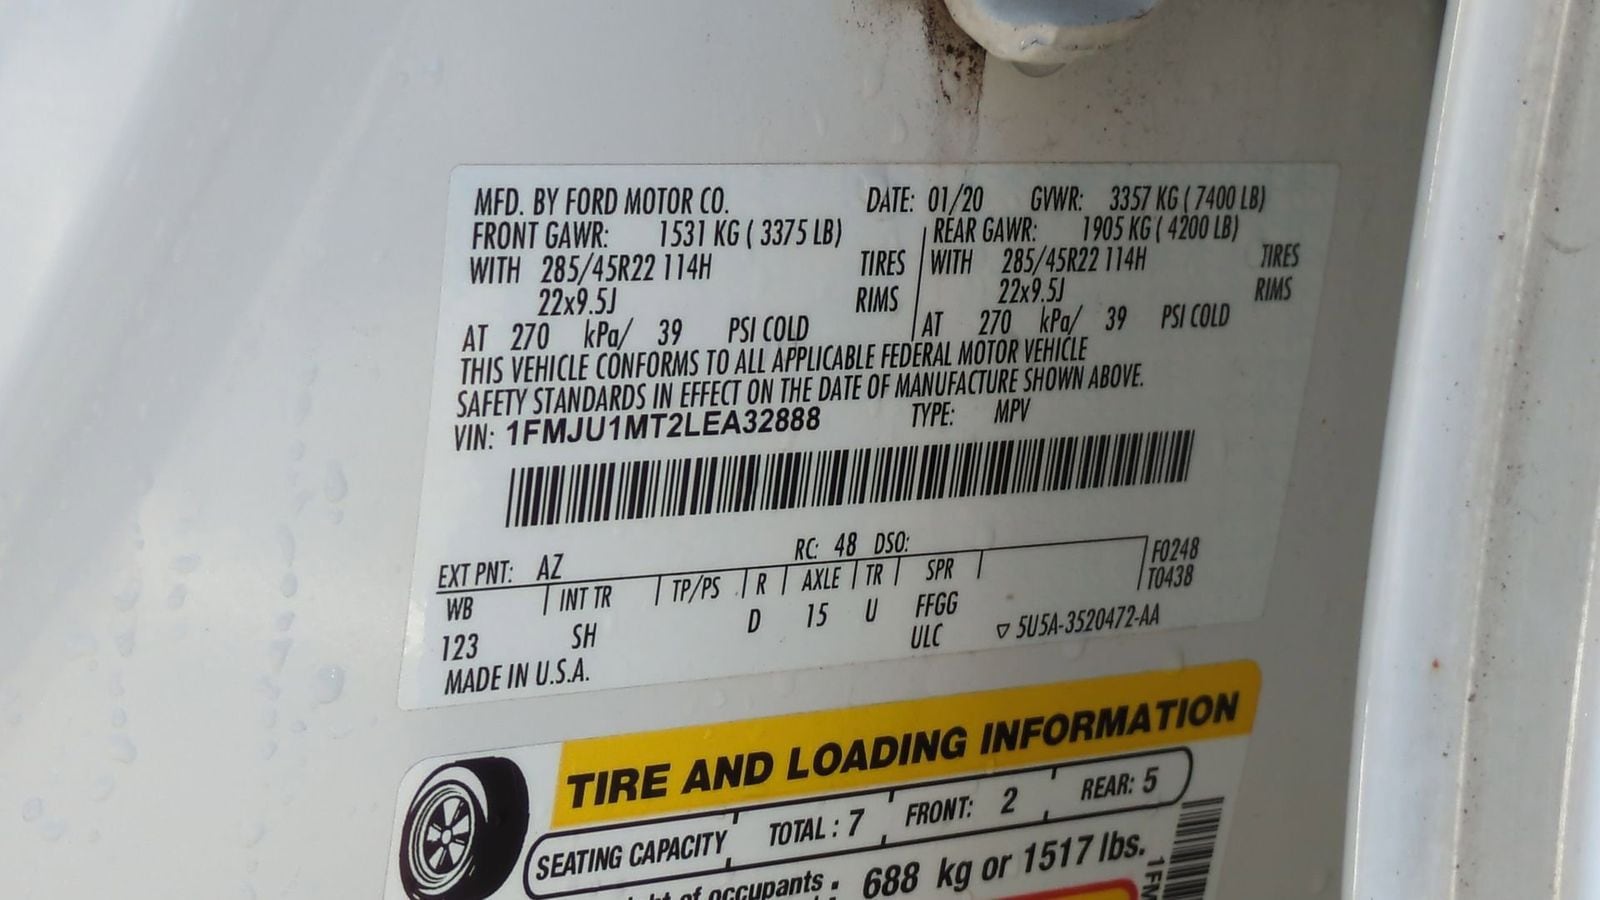 MFD. BY FORD MOTOR CO. DATE: 01/20 GVWR: 3357 KG ( 7400 LB)
FRONT GAWR: 1531 KG ( 3375 LB) REAR GAWR: 1905 KG ( 4200 LB)
WITH 285/45R22 114H TIRES WITH 285/45R22 114H TIRES
22x9.5J RIMS 22x9.5J RIMS
AT 270 kPa/ 39 PSI COLD AT 270 kPa/ 39 PSI COLD
THIS VEHICLE CONFORMS TO ALL APPLICABLE FEDERAL MOTOR VEHICLE
SAFETY STANDARDS IN EFFECT ON THE DATE OF MANUFACTURE SHOWN ABOVE.
VIN: 1FMJU1MT2LEA32888 TYPE: MPV
EXT PNT: AZ RC: 48 DSO: F0248
WB INT TR TP/PS R AXLE TR SPR T0438
123 SH D 15 U FFGG
ULC ▽ 5U5A-3520472-AA
MADE IN U.S.A.
TIRE AND LOADING INFORMATION
SEATING CAPACITY TOTAL : 7 FRONT: 2 REAR: 5
of occupants 688 kg or 1517 lbs.
1FM